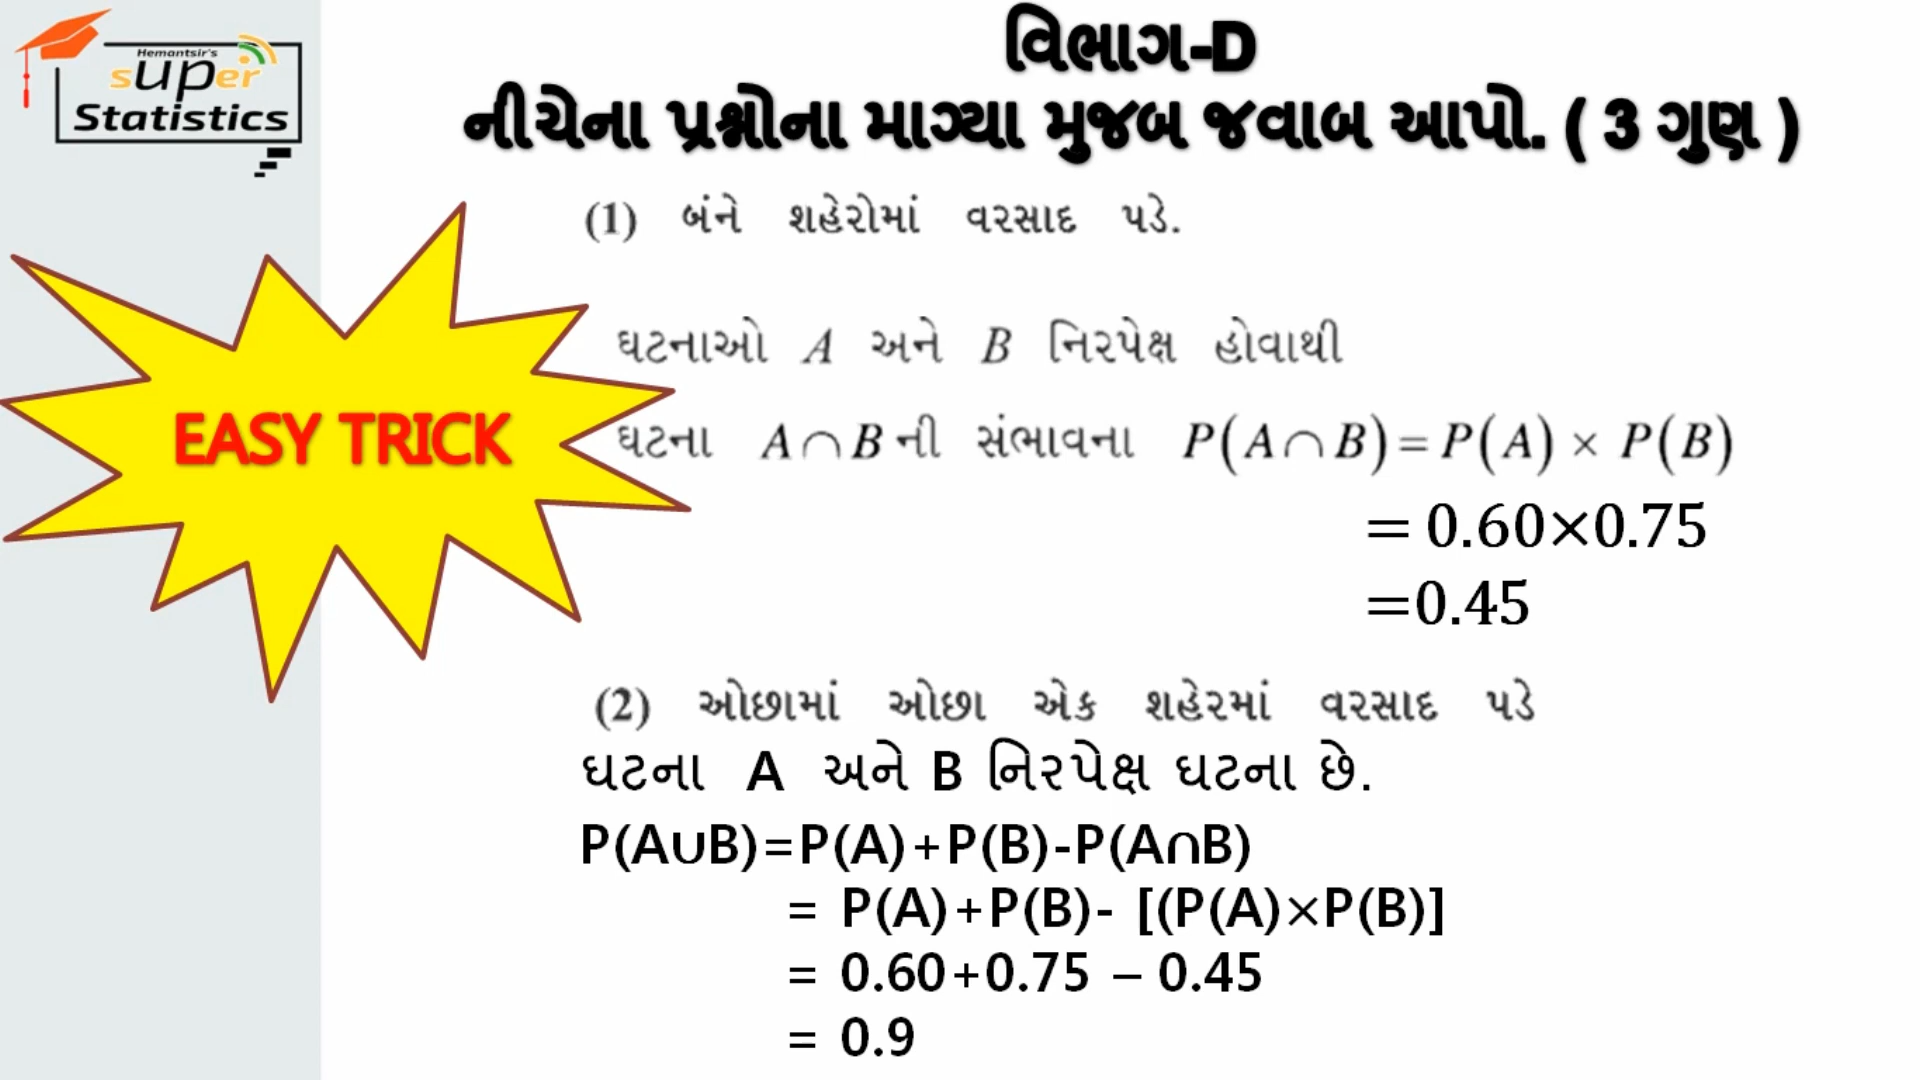 Hemantsir's
super
Statistics
વિભાગ-D
નીચેના પ્રશ્નોના માગ્યા મુજબ જવાબ આપો. ( 3 ગુણ )
(1) બંને શહેરોમાં વરસાદ પડે.
ઘટનાઓ A અને B નિરપેક્ષ હોવાથી
EASY TRICK
ઘટના A∩B ની સંભાવના P(A∩B)=P(A) × P(B)
= 0.60×0.75
=0.45
(2) ઓછામાં ઓછા એક શહેરમાં વરસાદ પડે
ઘટના A અને B નિરપેક્ષ ઘટના છે.
P(A∪B)=P(A)+P(B)-P(A∩B)
= P(A)+P(B)- [(P(A)×P(B)]
= 0.60+0.75 – 0.45
= 0.9